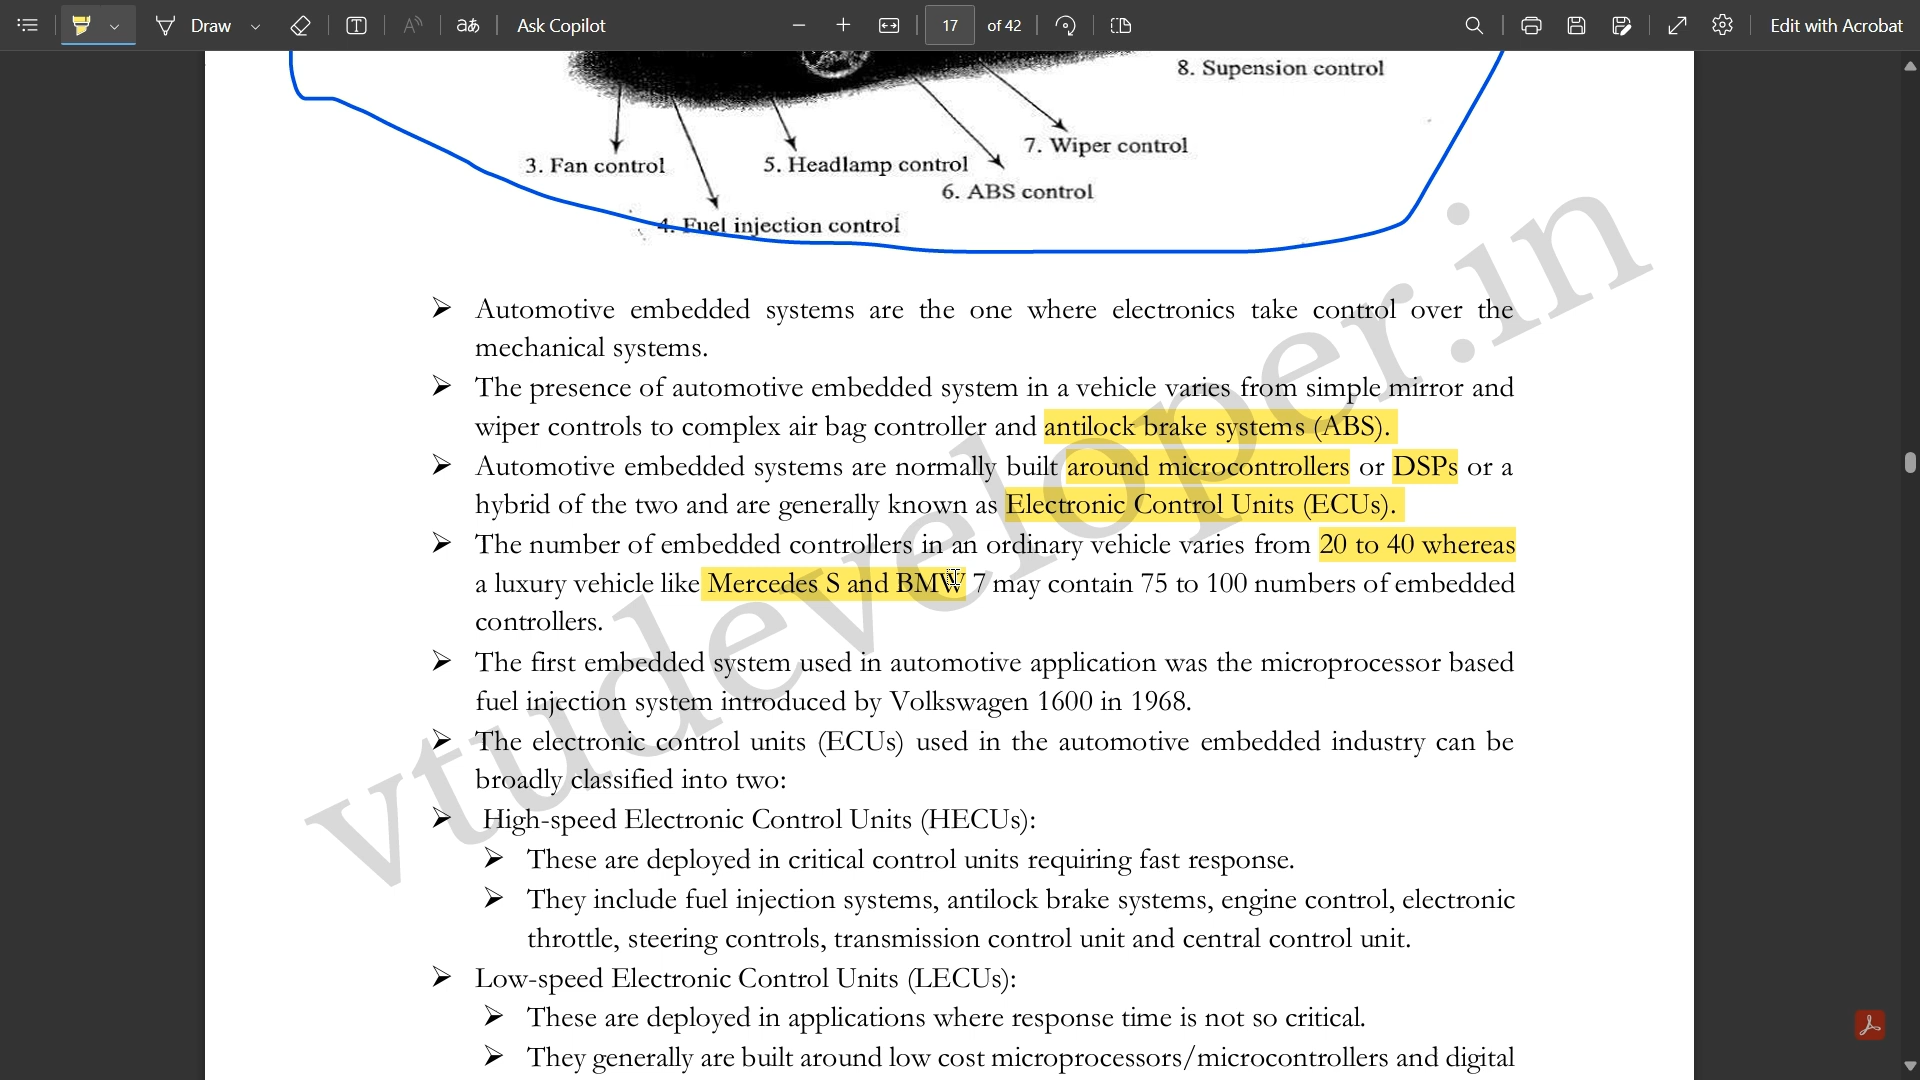 Draw
aあ
Ask Copilot
17 of 42
Edit with Acrobat
8. Supension control
7. Wiper control
3. Fan control
5. Headlamp control
6. ABS control
4. Fuel injection control
Automotive embedded systems are the one where electronics take control over the
mechanical systems.
The presence of automotive embedded system in a vehicle varies from simple mirror and
wiper controls to complex air bag controller and antilock brake systems (ABS).
Automotive embedded systems are normally built around microcontrollers or DSPs or a
hybrid of the two and are generally known as Electronic Control Units (ECUs).
The number of embedded controllers in an ordinary vehicle varies from 20 to 40 whereas
a luxury vehicle like Mercedes S and BMW 7 may contain 75 to 100 numbers of embedded
controllers.
The first embedded system used in automotive application was the microprocessor based
fuel injection system introduced by Volkswagen 1600 in 1968.
The electronic control units (ECUs) used in the automotive embedded industry can be
broadly classified into two:
High-speed Electronic Control Units (HECUs):
These are deployed in critical control units requiring fast response.
They include fuel injection systems, antilock brake systems, engine control, electronic
throttle, steering controls, transmission control unit and central control unit.
Low-speed Electronic Control Units (LECUs):
These are deployed in applications where response time is not so critical.
They generally are built around low cost microprocessors/microcontrollers and digital
vtudeveloper.in